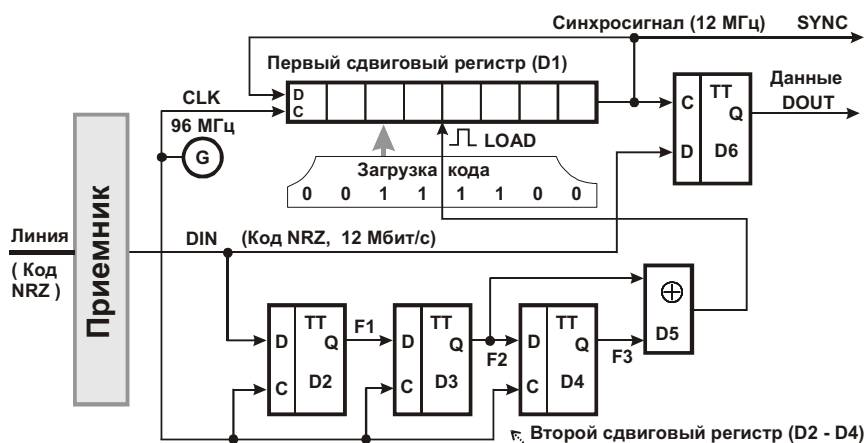 Синхросигнал (12 МГц) SYNC
Первый сдвиговый регистр (D1)
Данные
DOUT
CLK
D
C
C
TT
Q
D
D6
96 МГц
G
LOAD
Загрузка кода
0 0 1 1 1 1 0 0
Линия
( Код
NRZ )
Приемник
DIN
(Код NRZ, 12 Мбит/с)
D
TT
Q
C
D2
F1
D
TT
Q
C
D3
F2
D
TT
Q
C
D4
F3
⊕
D5
Второй сдвиговый регистр (D2 - D4)